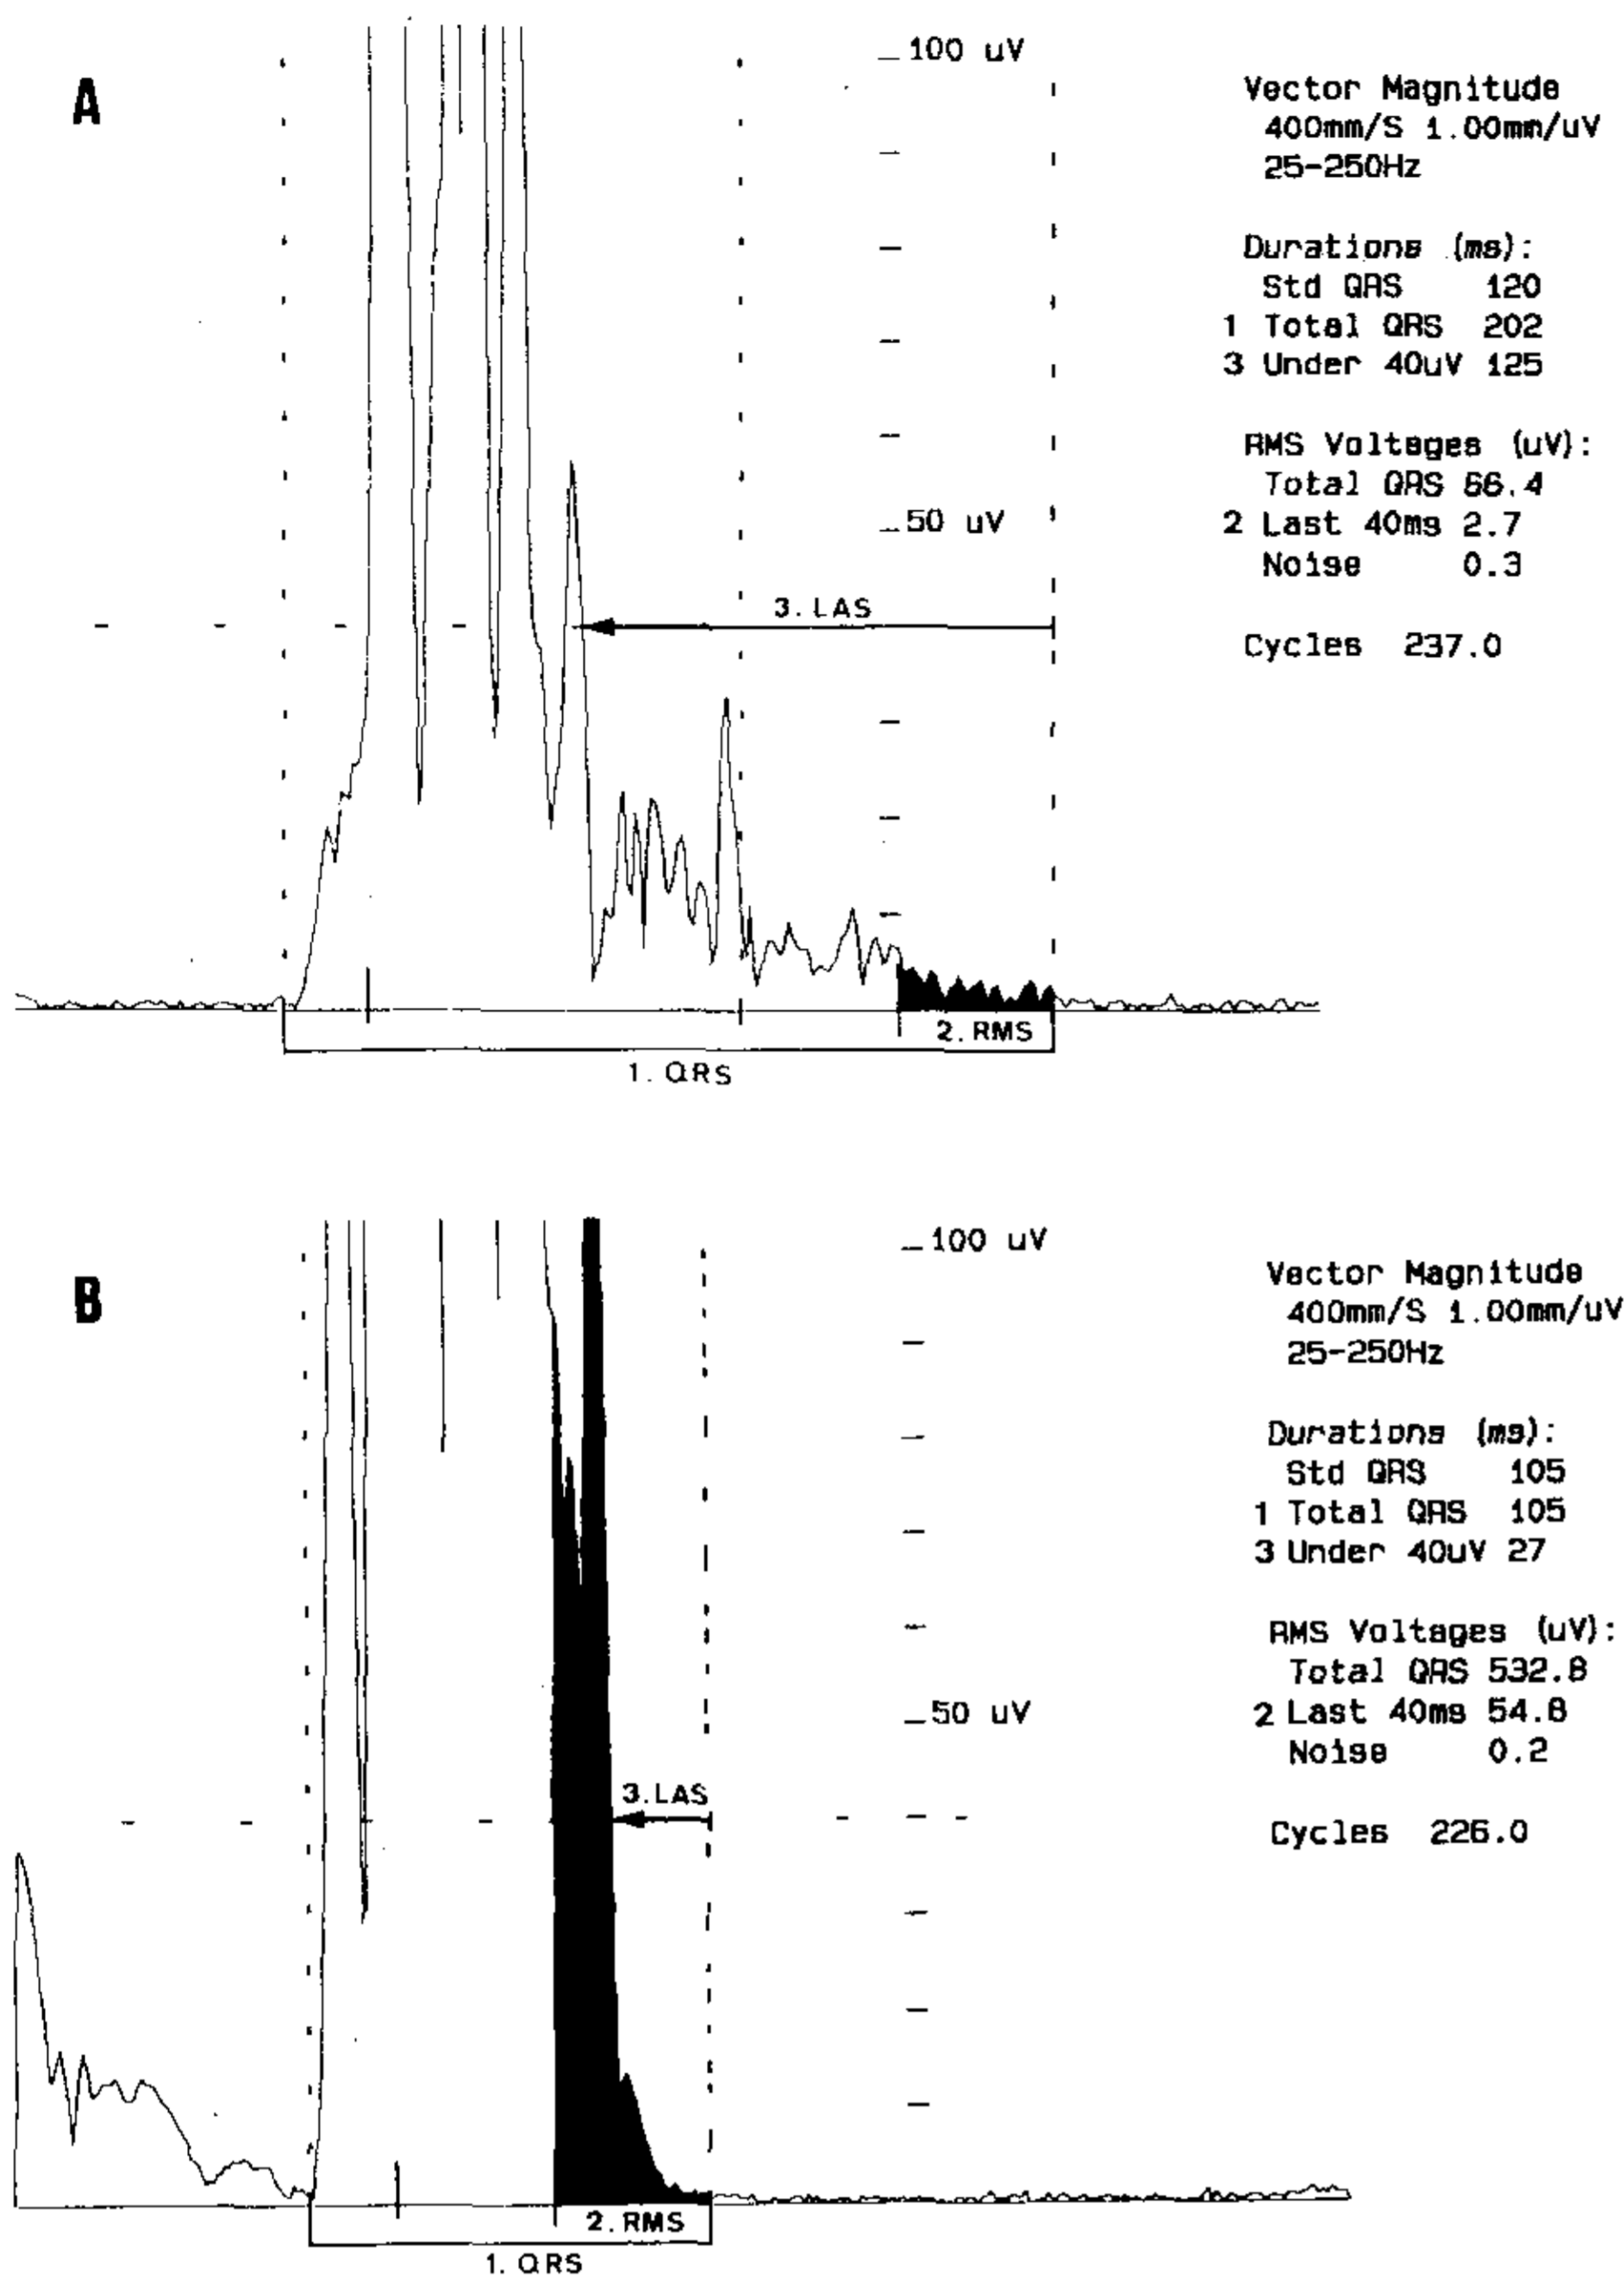 A
100 uV
Vector Magnitude
400mm/S 1.00mm/uV
25-250Hz
Durations (ms):
Std QRS 120
1 Total QRS 202
3 Under 40uV 125
RMS Voltages (uV):
Total QRS 66.4
50 uV
2 Last 40ms 2.7
Noise 0.3
3. LAS
Cycles 237.0
2. RMS
1. QRS
B
100 uV
Vector Magnitude
400mm/S 1.00mm/uV
25-250Hz
Durations (ms):
Std QRS 105
1 Total QRS 105
3 Under 40uV 27
RMS Voltages (uV):
Total QRS 532.8
50 uV
2 Last 40ms 54.8
Noise 0.2
3. LAS
Cycles 226.0
2. RMS
1. QRS